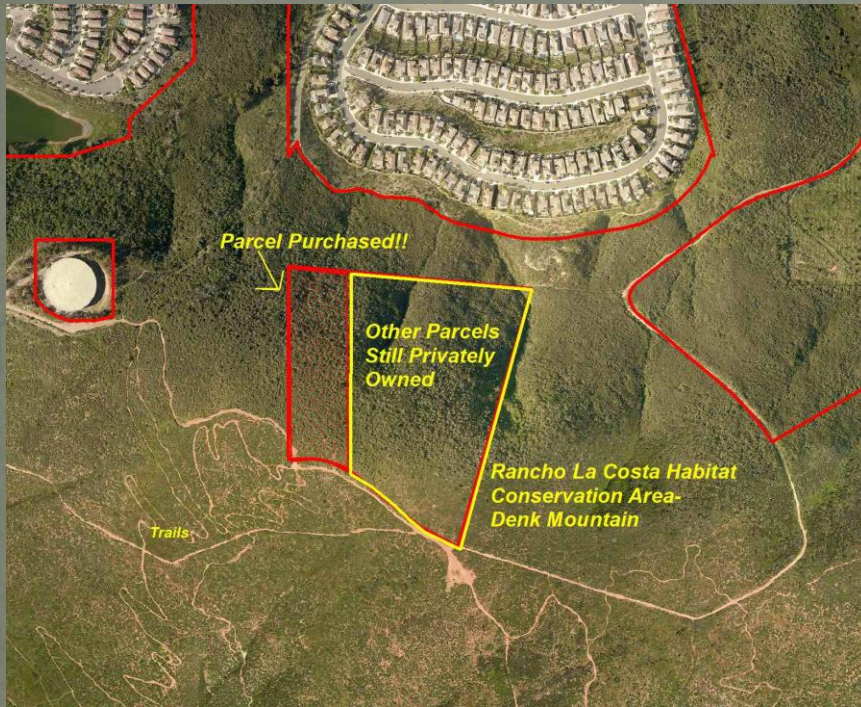 Parcel Purchased!!
Other Parcels
Still Privately
Owned
Rancho La Costa Habitat
Conservation Area-
Denk Mountain
Trails